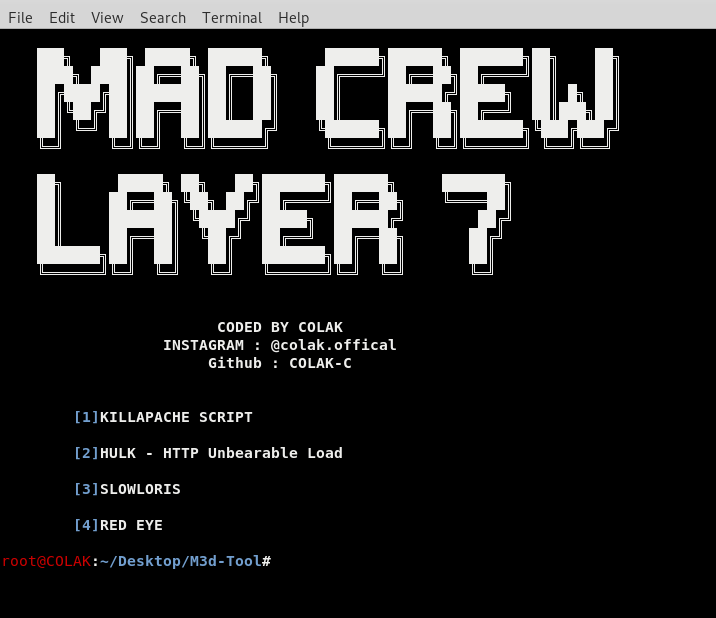 File Edit View Search Terminal Help
MAD CREW
LAYER 7
CODED BY COLAK
INSTAGRAM : @colak.offical
Github : COLAK-C
[1]KILLAPACHE SCRIPT
[2]HULK - HTTP Unbearable Load
[3]SLOWLORIS
[4]RED EYE
root@COLAK:~/Desktop/M3d-Tool#